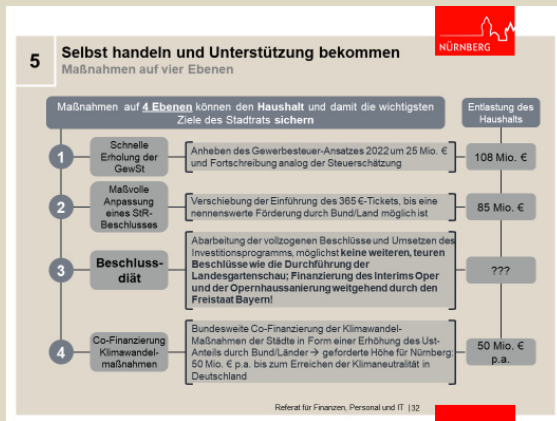 NÜRNBERG
5
Selbst handeln und Unterstützung bekommen
Maßnahmen auf vier Ebenen
Maßnahmen auf 4 Ebenen können den Haushalt und damit die wichtigsten
Ziele des Stadtrats sichern
Entlastung des
Haushalts
1
Schnelle
Erholung der
GewSt
Anheben des Gewerbesteuer-Ansatzes 2022 um 25 Mio. €
und Fortschreibung analog der Steuerschätzung
108 Mio. €
2
Maßvolle
Anpassung
eines StR-
Beschlusses
Verschiebung der Einführung des 365 €-Tickets, bis eine
nennenswerte Förderung durch Bund/Land möglich ist
85 Mio. €
3
Beschluss-
diät
Abarbeitung der vollzogenen Beschlüsse und Umsetzen des
Investitionsprogramms, möglichst keine weiteren, teuren
Beschlüsse wie die Durchführung der
Landesgartenschau; Finanzierung des Interims Oper
und der Opernhaussanierung weitgehend durch den
Freistaat Bayern!
???
4
Co-Finanzierung
Klimawandel-
maßnahmen
Bundesweite Co-Finanzierung der Klimawandel-
Maßnahmen der Städte in Form einer Erhöhung des Ust-
Anteils durch Bund/Länder → geforderte Höhe für Nürnberg:
50 Mio. € p.a. bis zum Erreichen der Klimaneutralität in
Deutschland
50 Mio. €
p.a.
Referat für Finanzen, Personal und IT | 32